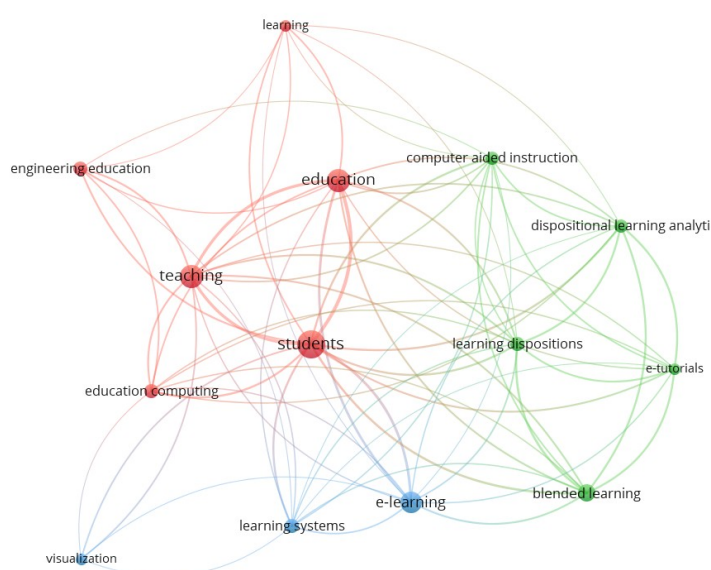 learning
computer aided instruction
engineering education
education
dispositional learning analyti
teaching
students
learning dispositions
e-tutorials
education computing
blended learning
e-learning
learning systems
visualization